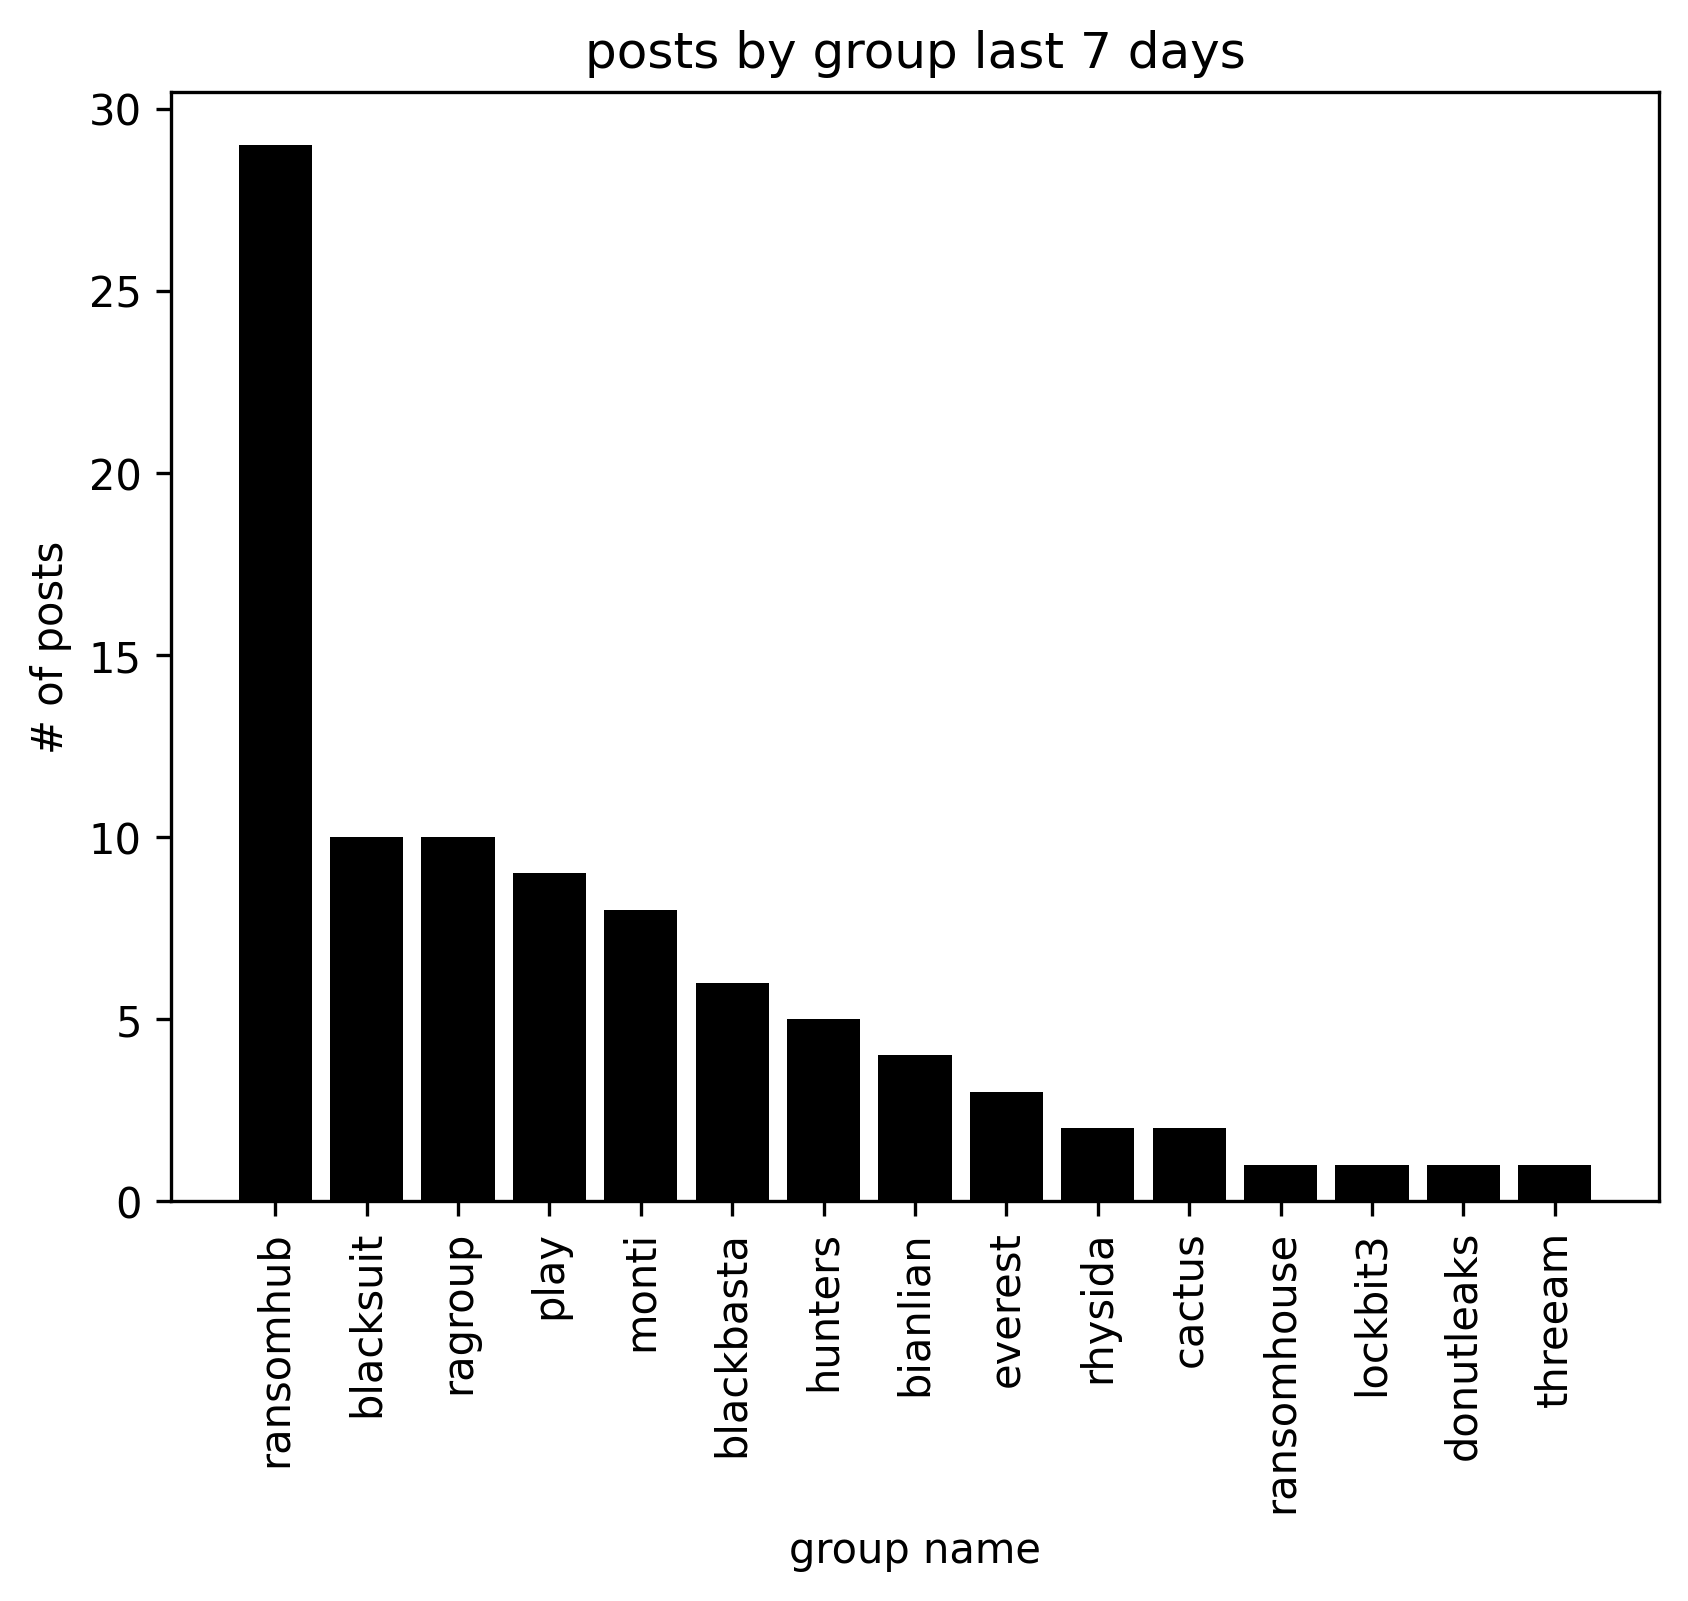 posts by group last 7 days
30
25
20
15
10
5
0
# of posts
ransomhub
blacksuit
ragroup
play
monti
blackbasta
hunters
bianlian
everest
rhysida
cactus
ransomhouse
lockbit3
donutleaks
threeam
group name